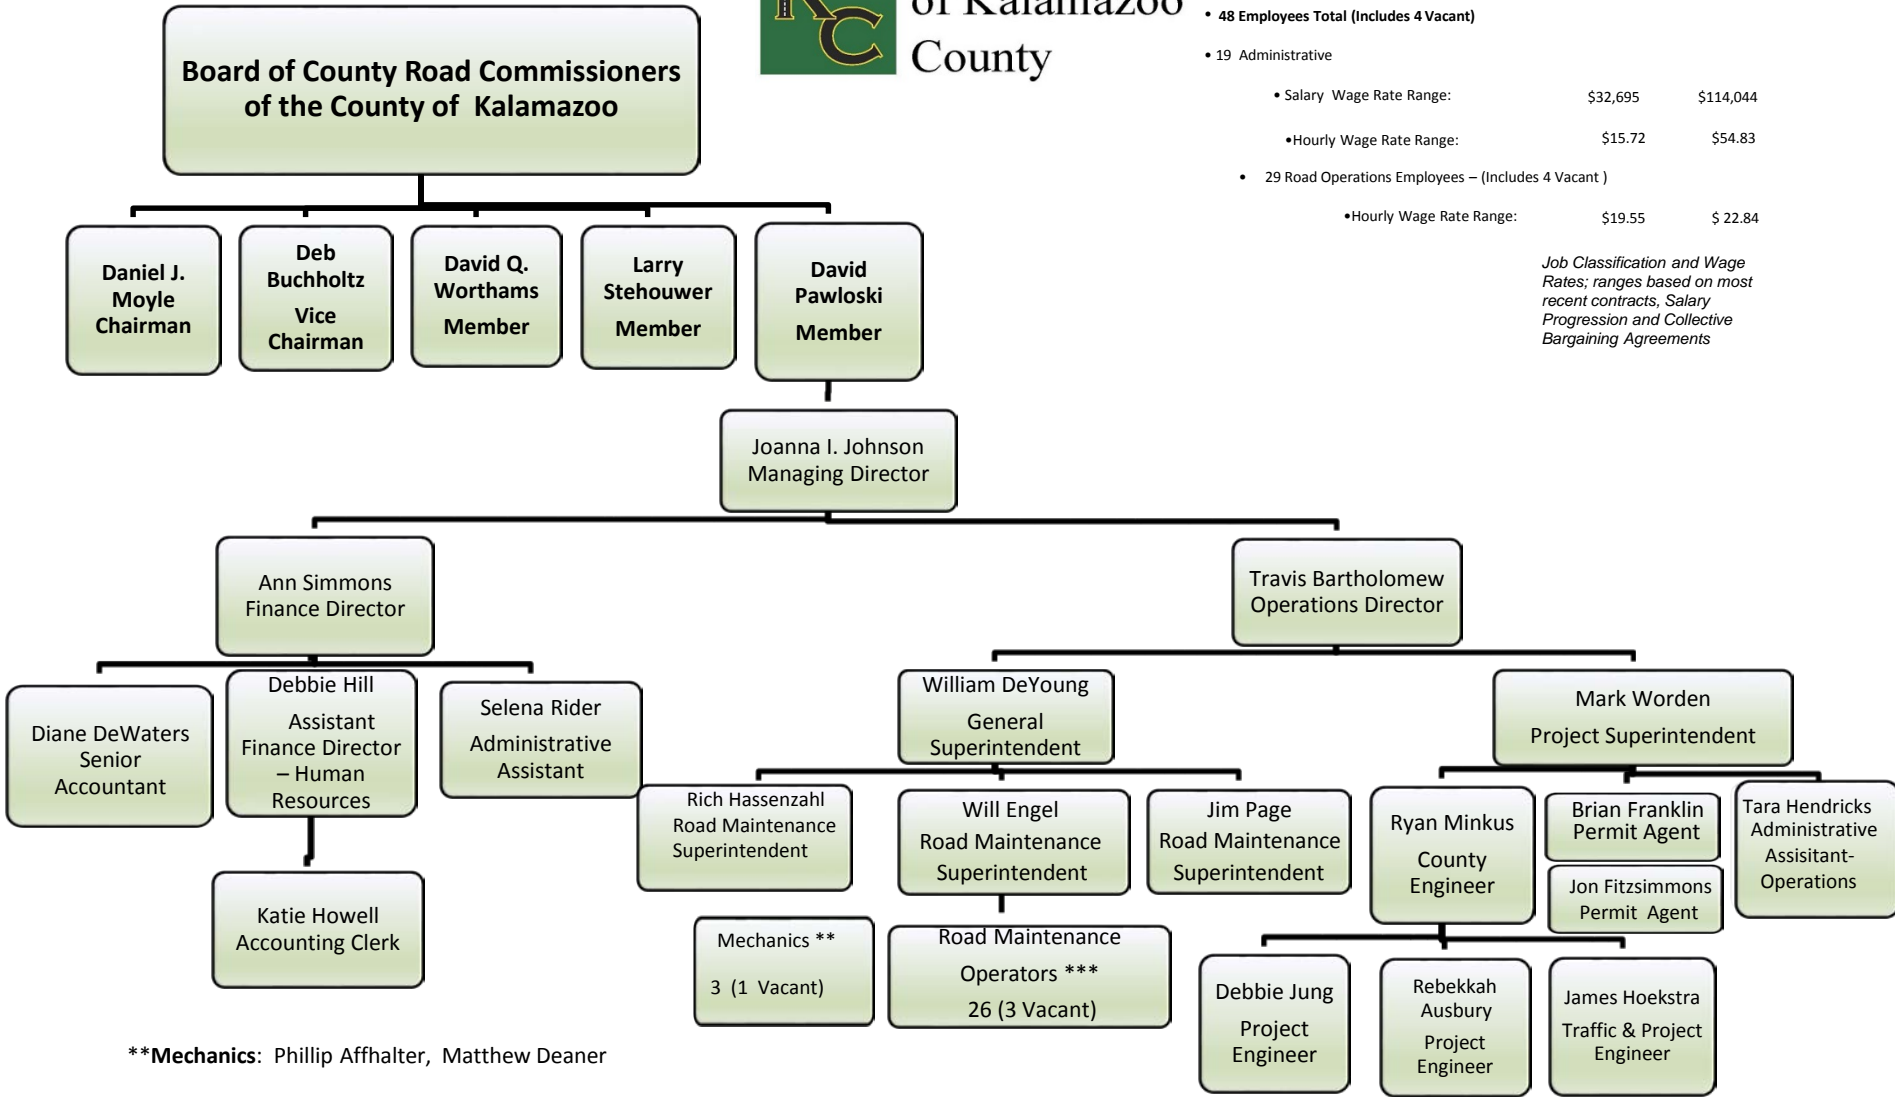 Board of County Road Commissioners
of the County of Kalamazoo
RC
of Kalamazoo
County
• 48 Employees Total (Includes 4 Vacant)
• 19 Administrative
• Salary Wage Rate Range: $32,695 $114,044
•Hourly Wage Rate Range: $15.72 $54.83
• 29 Road Operations Employees – (Includes 4 Vacant )
•Hourly Wage Rate Range: $19.55 $ 22.84
Job Classification and Wage
Rates; ranges based on most
recent contracts, Salary
Progression and Collective
Bargaining Agreements
Daniel J.
Moyle
Chairman
Deb
Buchholtz
Vice
Chairman
David Q.
Worthams
Member
Larry
Stehouwer
Member
David
Pawloski
Member
Joanna I. Johnson
Managing Director
Ann Simmons
Finance Director
Travis Bartholomew
Operations Director
Diane DeWaters
Senior
Accountant
Debbie Hill
Assistant
Finance Director
– Human
Resources
Selena Rider
Administrative
Assistant
William DeYoung
General
Superintendent
Mark Worden
Project Superintendent
Katie Howell
Accounting Clerk
Rich Hassenzahl
Road Maintenance
Superintendent
Will Engel
Road Maintenance
Superintendent
Jim Page
Road Maintenance
Superintendent
Ryan Minkus
County
Engineer
Brian Franklin
Permit Agent
Jon Fitzsimmons
Permit Agent
Tara Hendricks
Administrative
Assisitant-
Operations
Mechanics **
3 (1 Vacant)
Road Maintenance
Operators ***
26 (3 Vacant)
Debbie Jung
Project
Engineer
Rebekkah
Ausbury
Project
Engineer
James Hoekstra
Traffic & Project
Engineer
**Mechanics: Phillip Affhalter, Matthew Deaner